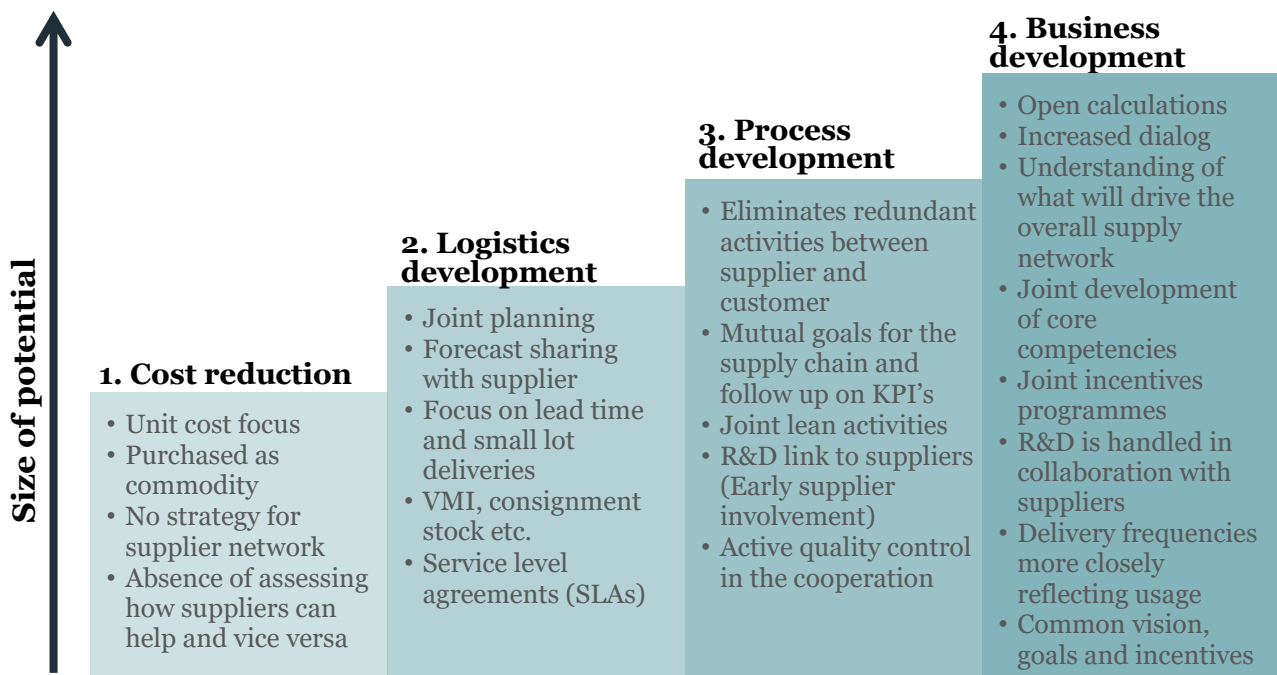 Size of potential
1. Cost reduction
• Unit cost focus
• Purchased as
commodity
• No strategy for
supplier network
• Absence of assessing
how suppliers can
help and vice versa
2. Logistics
development
• Joint planning
• Forecast sharing
with supplier
• Focus on lead time
and small lot
deliveries
• VMI, consignment
stock etc.
• Service level
agreements (SLAs)
3. Process
development
• Eliminates redundant
activities between
supplier and
customer
• Mutual goals for the
supply chain and
follow up on KPI’s
• Joint lean activities
• R&D link to suppliers
(Early supplier
involvement)
• Active quality control
in the cooperation
4. Business
development
• Open calculations
• Increased dialog
• Understanding of
what will drive the
overall supply
network
• Joint development
of core
competencies
• Joint incentives
programmes
• R&D is handled in
collaboration with
suppliers
• Delivery frequencies
more closely
reflecting usage
• Common vision,
goals and incentives